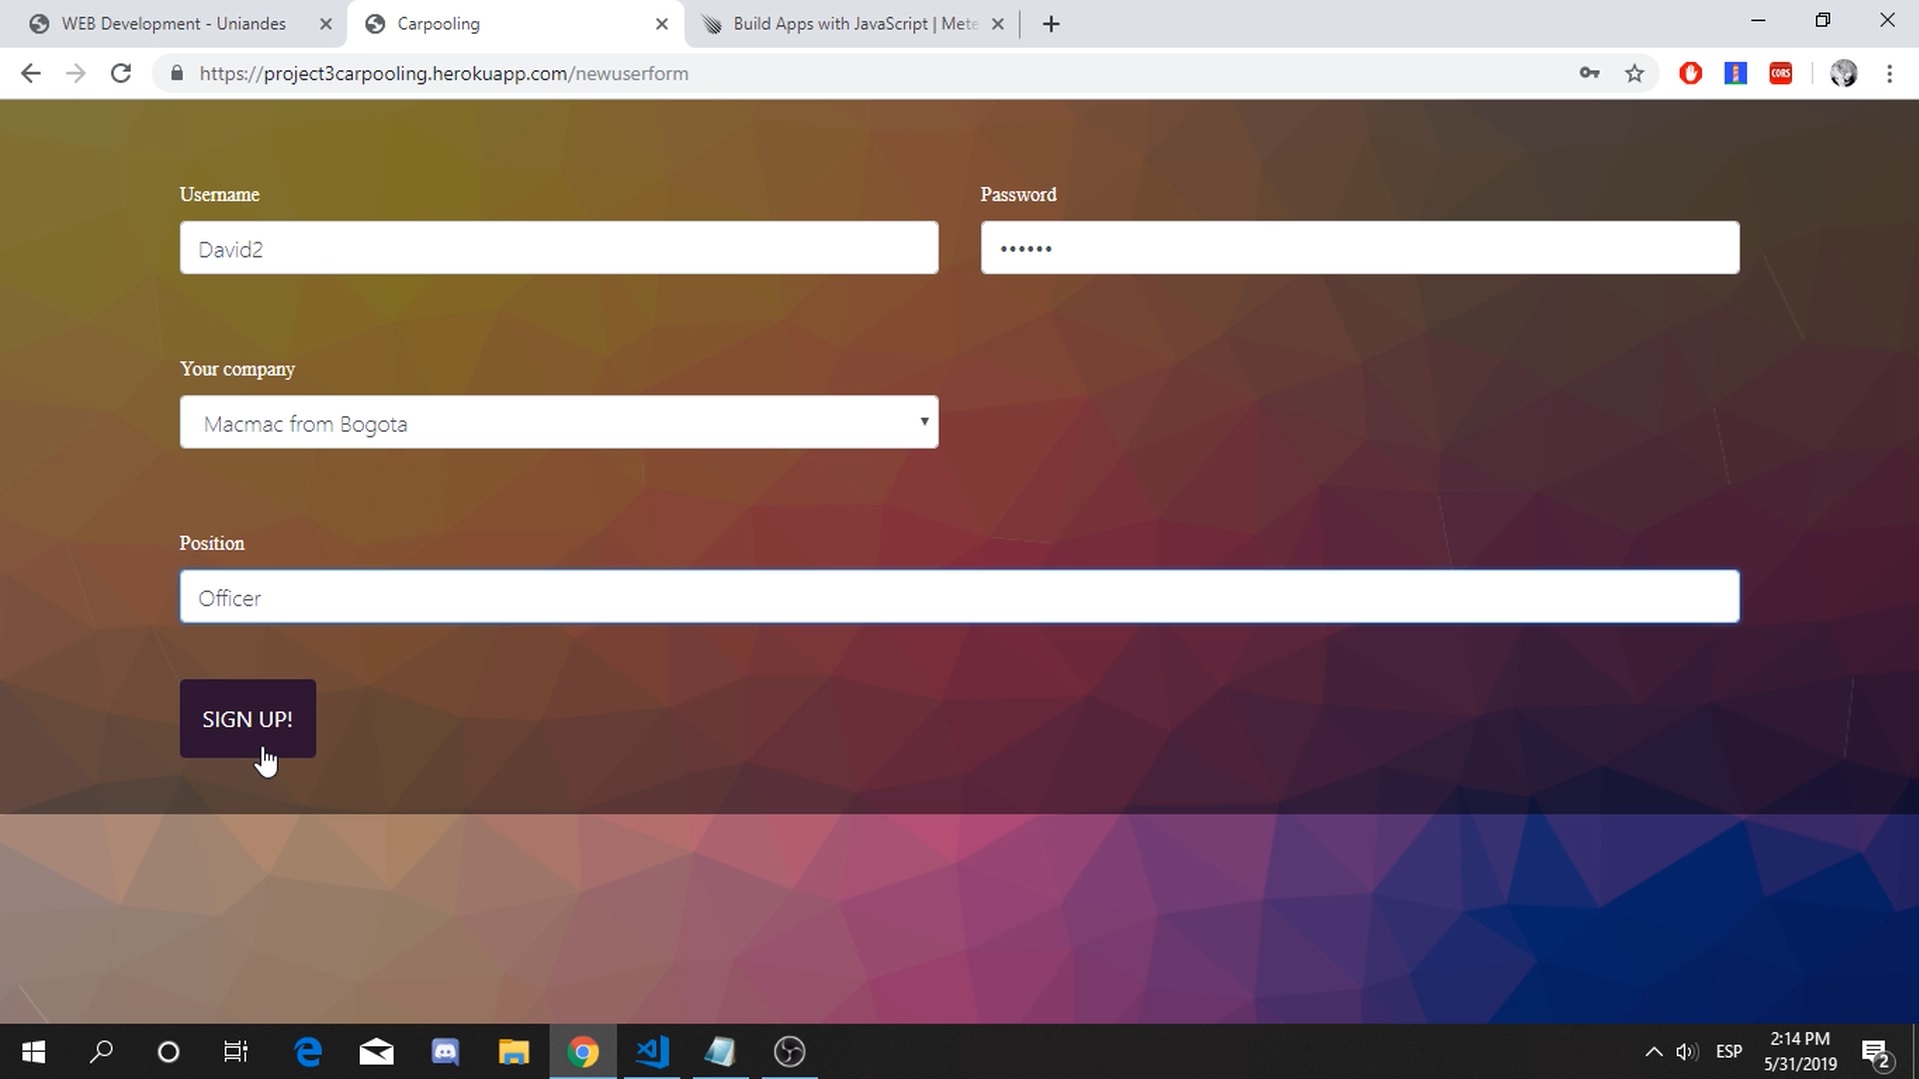 WEB Development - Uniandes
Carpooling
Build Apps with JavaScript | Mete
https://project3carpooling.herokuapp.com/newuserform
CORS
Username
Password
David2
••••••
Your company
Macmac from Bogota
Position
Officer
SIGN UP!
ESP
2:14 PM
5/31/2019
2